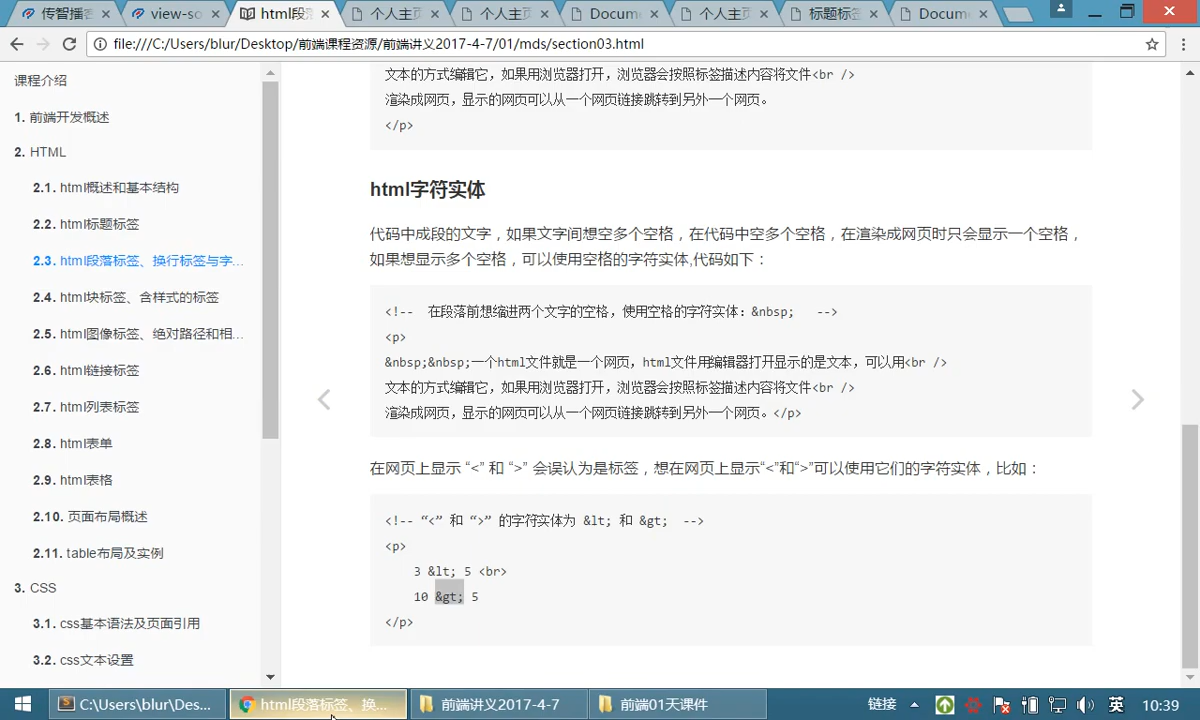 传智播客
view-so
html段落
个人主页
个人主页
Docum
个人主页
标题标签
Docum
file:///C:/Users/blur/Desktop/前端课程资源/前端讲义2017-4-7/01/mds/section03.html
课程介绍
1. 前端开发概述
2. HTML
2.1. html概述和基本结构
2.2. html标题标签
2.3. html段落标签、换行标签与字...
2.4. html块标签、含样式的标签
2.5. html图像标签、绝对路径和相...
2.6. html链接标签
2.7. html列表标签
2.8. html表单
2.9. html表格
2.10. 页面布局概述
2.11. table布局及实例
3. CSS
3.1. css基本语法及页面引用
3.2. css文本设置
文本的方式编辑它，如果用浏览器打开，浏览器会按照标签描述内容将文件<br />
渲染成网页，显示的网页可以从一个网页链接跳转到另外一个网页。
</p>
html字符实体
代码中成段的文字，如果文字间想空多个空格，在代码中空多个空格，在渲染成网页时只会显示一个空格，
如果想显示多个空格，可以使用空格的字符实体,代码如下：
<!--  在段落前想缩进两个文字的空格，使用空格的字符实体：&nbsp;   -->
<p>
&nbsp;&nbsp;一个html文件就是一个网页，html文件用编辑器打开显示的是文本，可以用<br />
文本的方式编辑它，如果用浏览器打开，浏览器会按照标签描述内容将文件<br />
渲染成网页，显示的网页可以从一个网页链接跳转到另外一个网页。</p>
在网页上显示 “<” 和 “>” 会误认为是标签，想在网页上显示“<”和“>”可以使用它们的字符实体，比如：
<!-- “<” 和 “>” 的字符实体为 &lt; 和 &gt;  -->
<p>
3 &lt; 5 <br>
10 &gt; 5
</p>
C:\Users\blur\Des...
html段落标签、换...
前端讲义2017-4-7
前端01天课件
链接
英
10:39